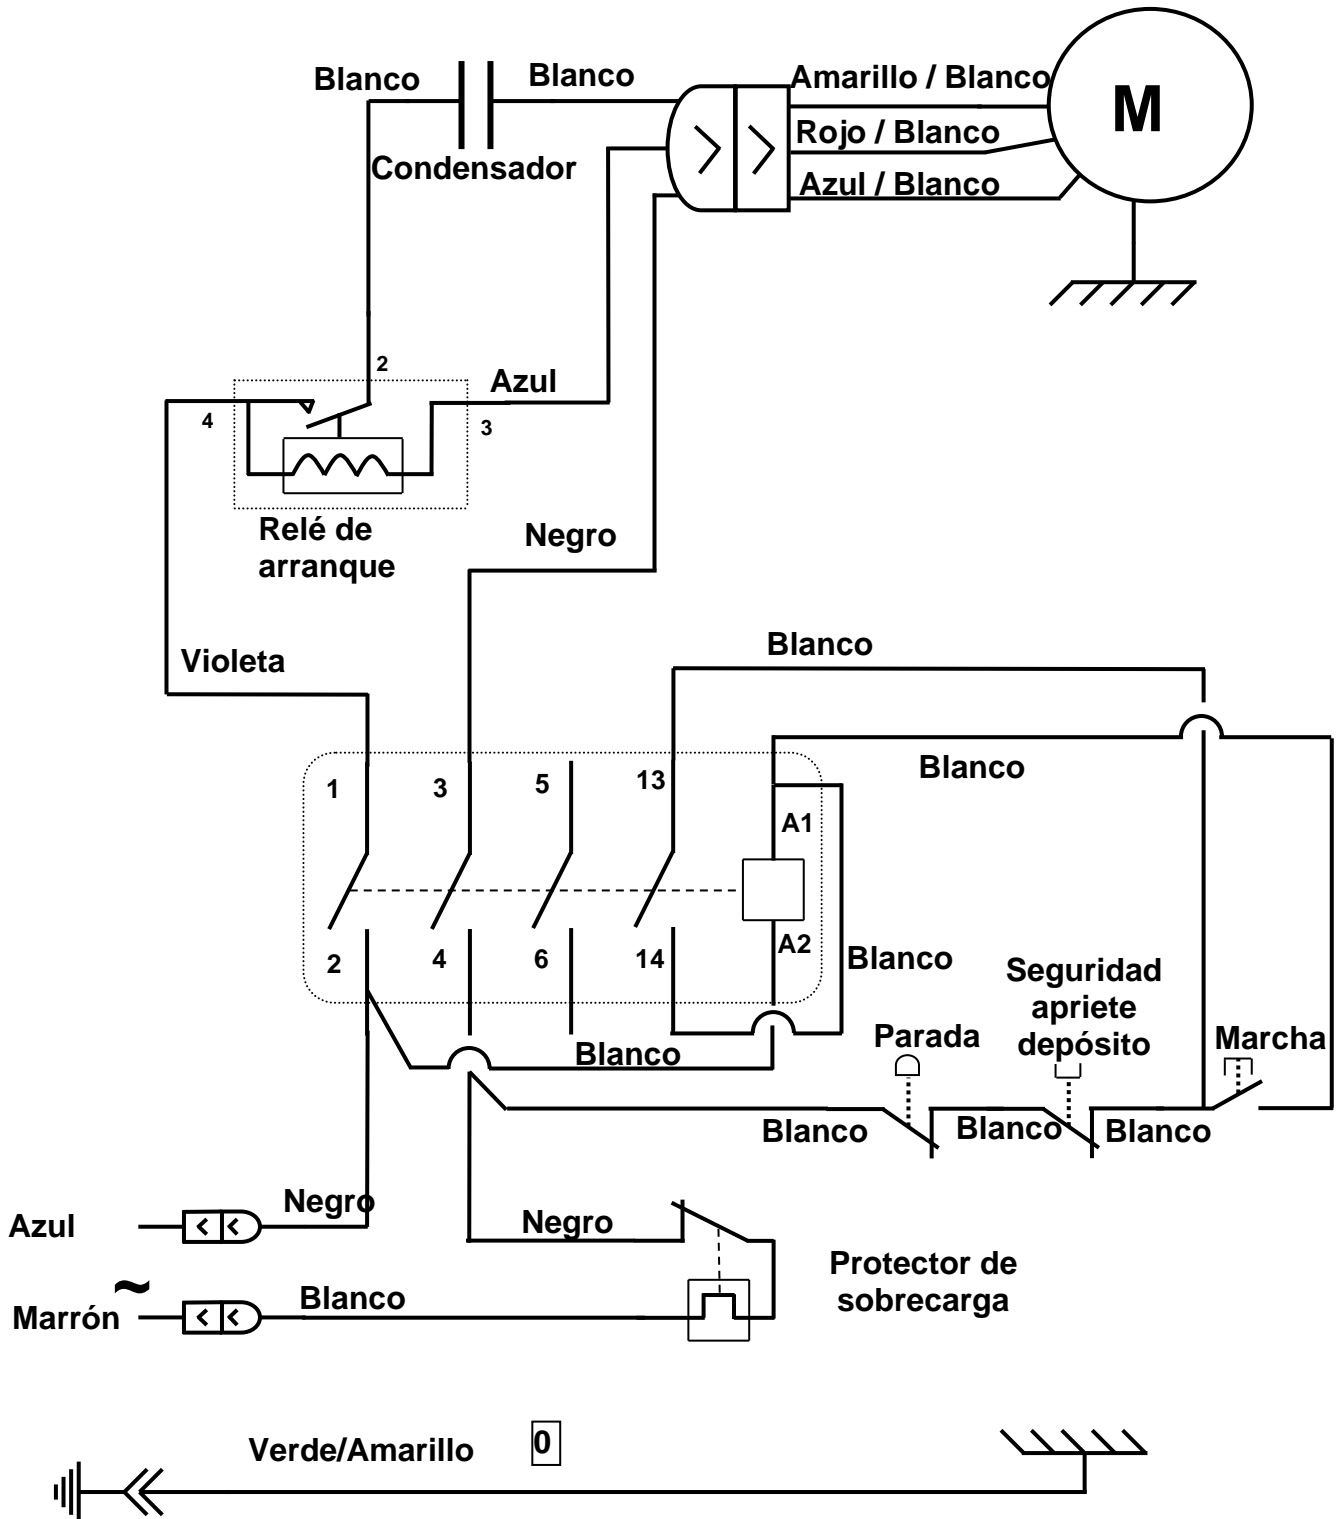 Blanco
Blanco
Amarillo / Blanco
M
Rojo / Blanco
Condensador
Azul / Blanco
2
Azul
4
3
Relé de
arranque
Negro
Violeta
Blanco
Blanco
1
3
5
13
A1
2
4
6
14
A2
Blanco
Seguridad
apriete
depósito
Parada
Marcha
Blanco
Blanco
Blanco
Blanco
Azul
Negro
Negro
~
Marrón
Blanco
Protector de
sobrecarga
Verde/Amarillo
0